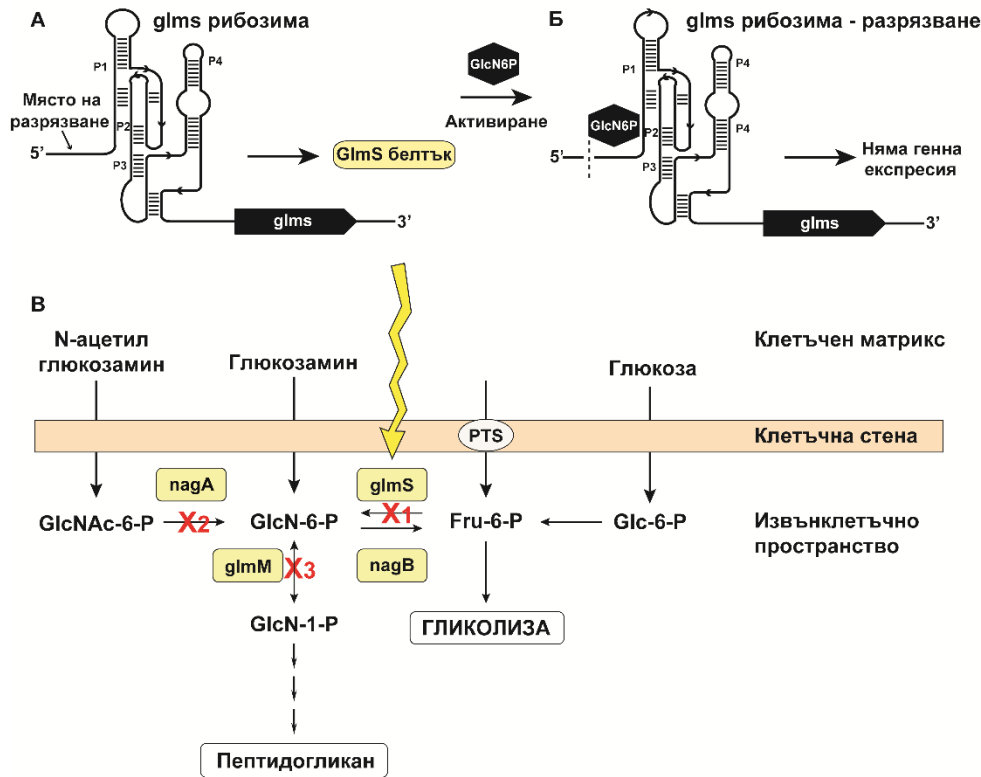 А
glms рибозима
P1
P4
Място на
разрязване
P2
5’
P3
GlmS белтък
glms
3’
GlcN6P
Активиране
Б
glms рибозима - разрязване
P1
P4
GlcN6P
P2
P4
5’
P3
Няма генна
експресия
glms
3’
В
N-ацетил
глюкозамин
Глюкозамин
Глюкоза
Клетъчен матрикс
PTS
Клетъчна стена
nagA
glmS
GlcNAc-6-P
X2
GlcN-6-P
X1
Fru-6-P
Glc-6-P
Извънклетъчно
пространство
glmM
X3
nagB
GlcN-1-P
ГЛИКОЛИЗА
Пептидогликан